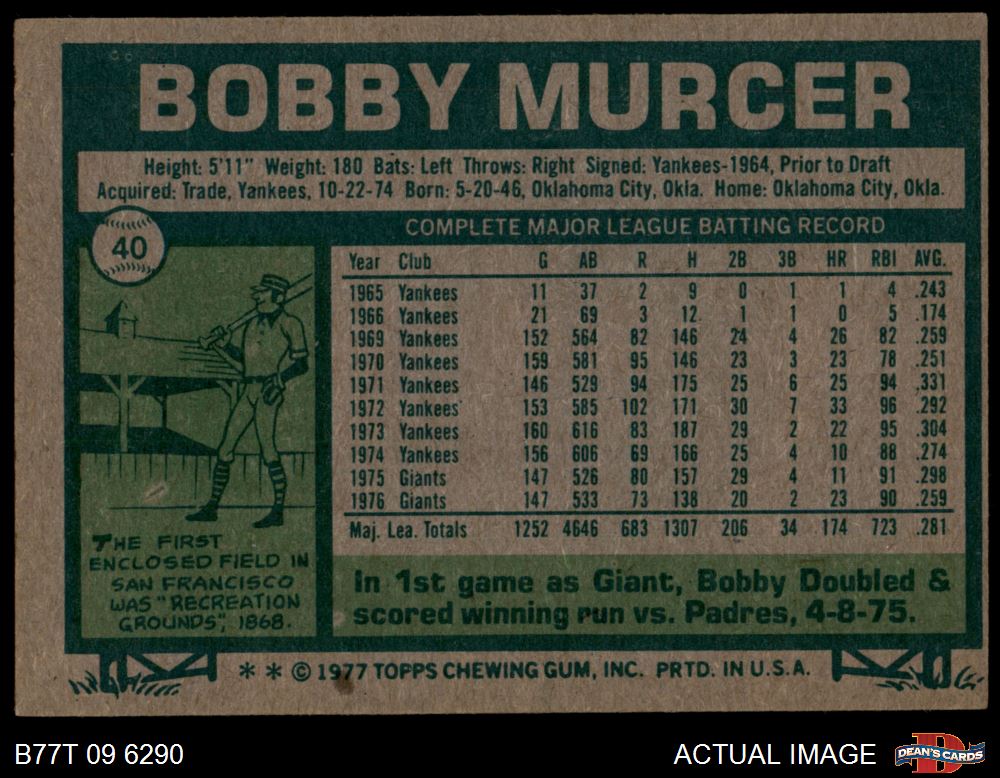 BOBBY MURCER
Height: 5'11" Weight: 180 Bats: Left Throws: Right Signed: Yankees-1964, Prior to Draft
Acquired: Trade, Yankees, 10-22-74 Born: 5-20-46, Oklahoma City, Okla. Home: Oklahoma City, Okla.
40
COMPLETE MAJOR LEAGUE BATTING RECORD
Year Club G AB R H 2B 3B HR RBI AVG.
1965 Yankees 11 37 2 9 0 1 1 4 .243
1966 Yankees 21 69 3 12 1 1 0 5 .174
1969 Yankees 152 564 82 146 24 4 26 82 .259
1970 Yankees 159 581 95 146 23 3 23 78 .251
1971 Yankees 146 529 94 175 25 6 25 94 .331
1972 Yankees 153 585 102 171 30 7 33 96 .292
1973 Yankees 160 616 83 187 29 2 22 95 .304
1974 Yankees 156 606 69 166 25 4 10 88 .274
1975 Giants 147 526 80 157 29 4 11 91 .298
1976 Giants 147 533 73 138 20 2 23 90 .259
Maj. Lea. Totals 1252 4646 683 1307 206 34 174 723 .281
THE FIRST
ENCLOSED FIELD IN
SAN FRANCISCO
WAS "RECREATION
GROUNDS", 1868.
In 1st game as Giant, Bobby Doubled &
scored winning run vs. Padres, 4-8-75.
* * © 1977 TOPPS CHEWING GUM, INC. PRTD. IN U.S.A.
B77T 09 6290
ACTUAL IMAGE
D
DEAN'S CARDS